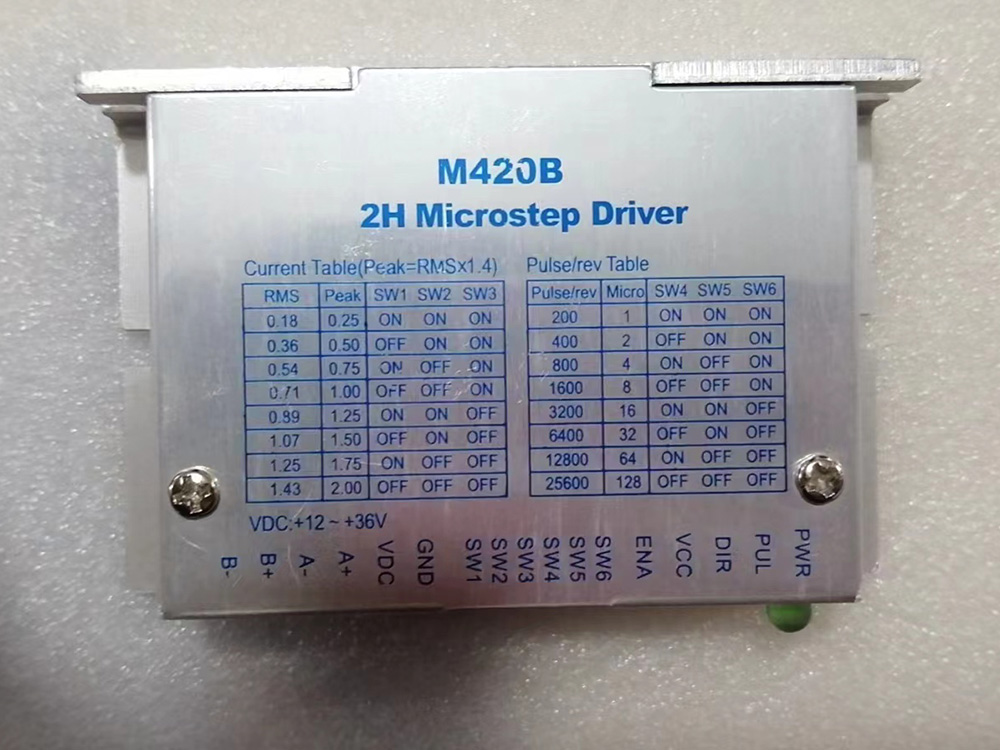 M420B
2H Microstep Driver
Current Table(Peak=RMSx1.4)
RMS Peak SW1 SW2 SW3
0.18 0.25 ON ON ON
0.36 0.50 OFF ON ON
0.54 0.75 ON OFF ON
0.71 1.00 OFF OFF ON
0.89 1.25 ON ON OFF
1.07 1.50 OFF ON OFF
1.25 1.75 ON OFF OFF
1.43 2.00 OFF OFF OFF
Pulse/rev Table
Pulse/rev Micro SW4 SW5 SW6
200 1 ON ON ON
400 2 OFF ON ON
800 4 ON OFF ON
1600 8 OFF OFF ON
3200 16 ON ON OFF
6400 32 OFF ON OFF
12800 64 ON OFF OFF
25600 128 OFF OFF OFF
VDC:+12 ~ +36V
B-
B+
A-
A+
VDC
GND
SW1
SW2
SW3
SW4
SW5
SW6
ENA
VCC
DIR
PUL
PWR